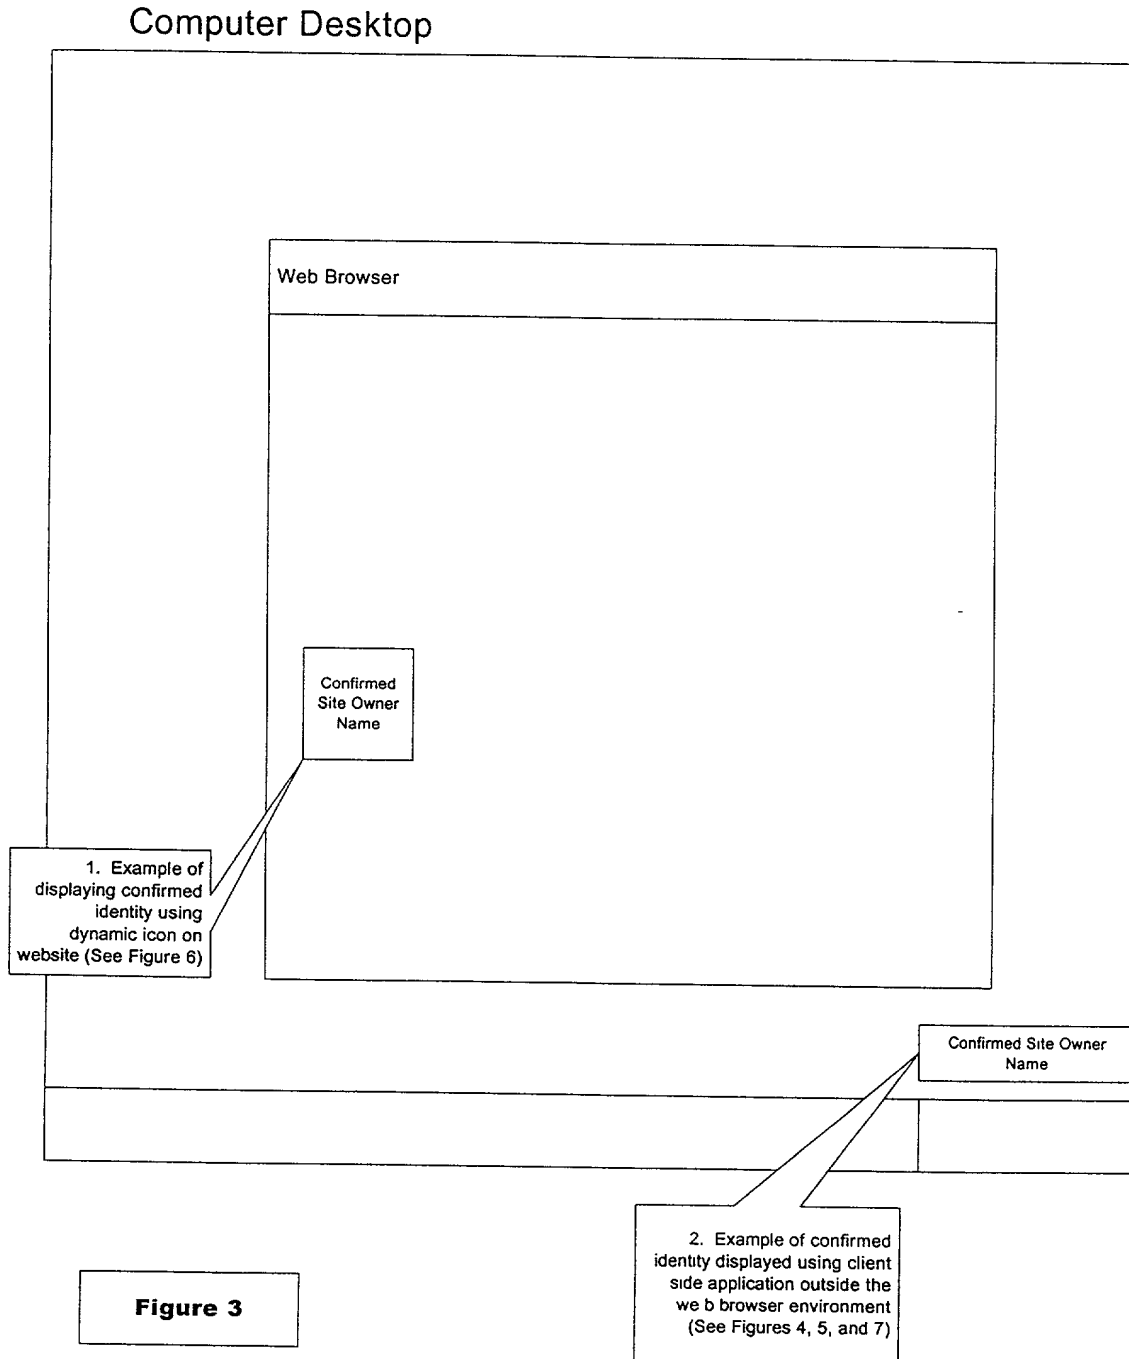 Computer Desktop
Web Browser
Confirmed
Site Owner
Name
1. Example of
displaying confirmed
identity using
dynamic icon on
website (See Figure 6)
Confirmed Site Owner
Name
2. Example of confirmed
identity displayed using client
side application outside the
we b browser environment
(See Figures 4, 5, and 7)
Figure 3